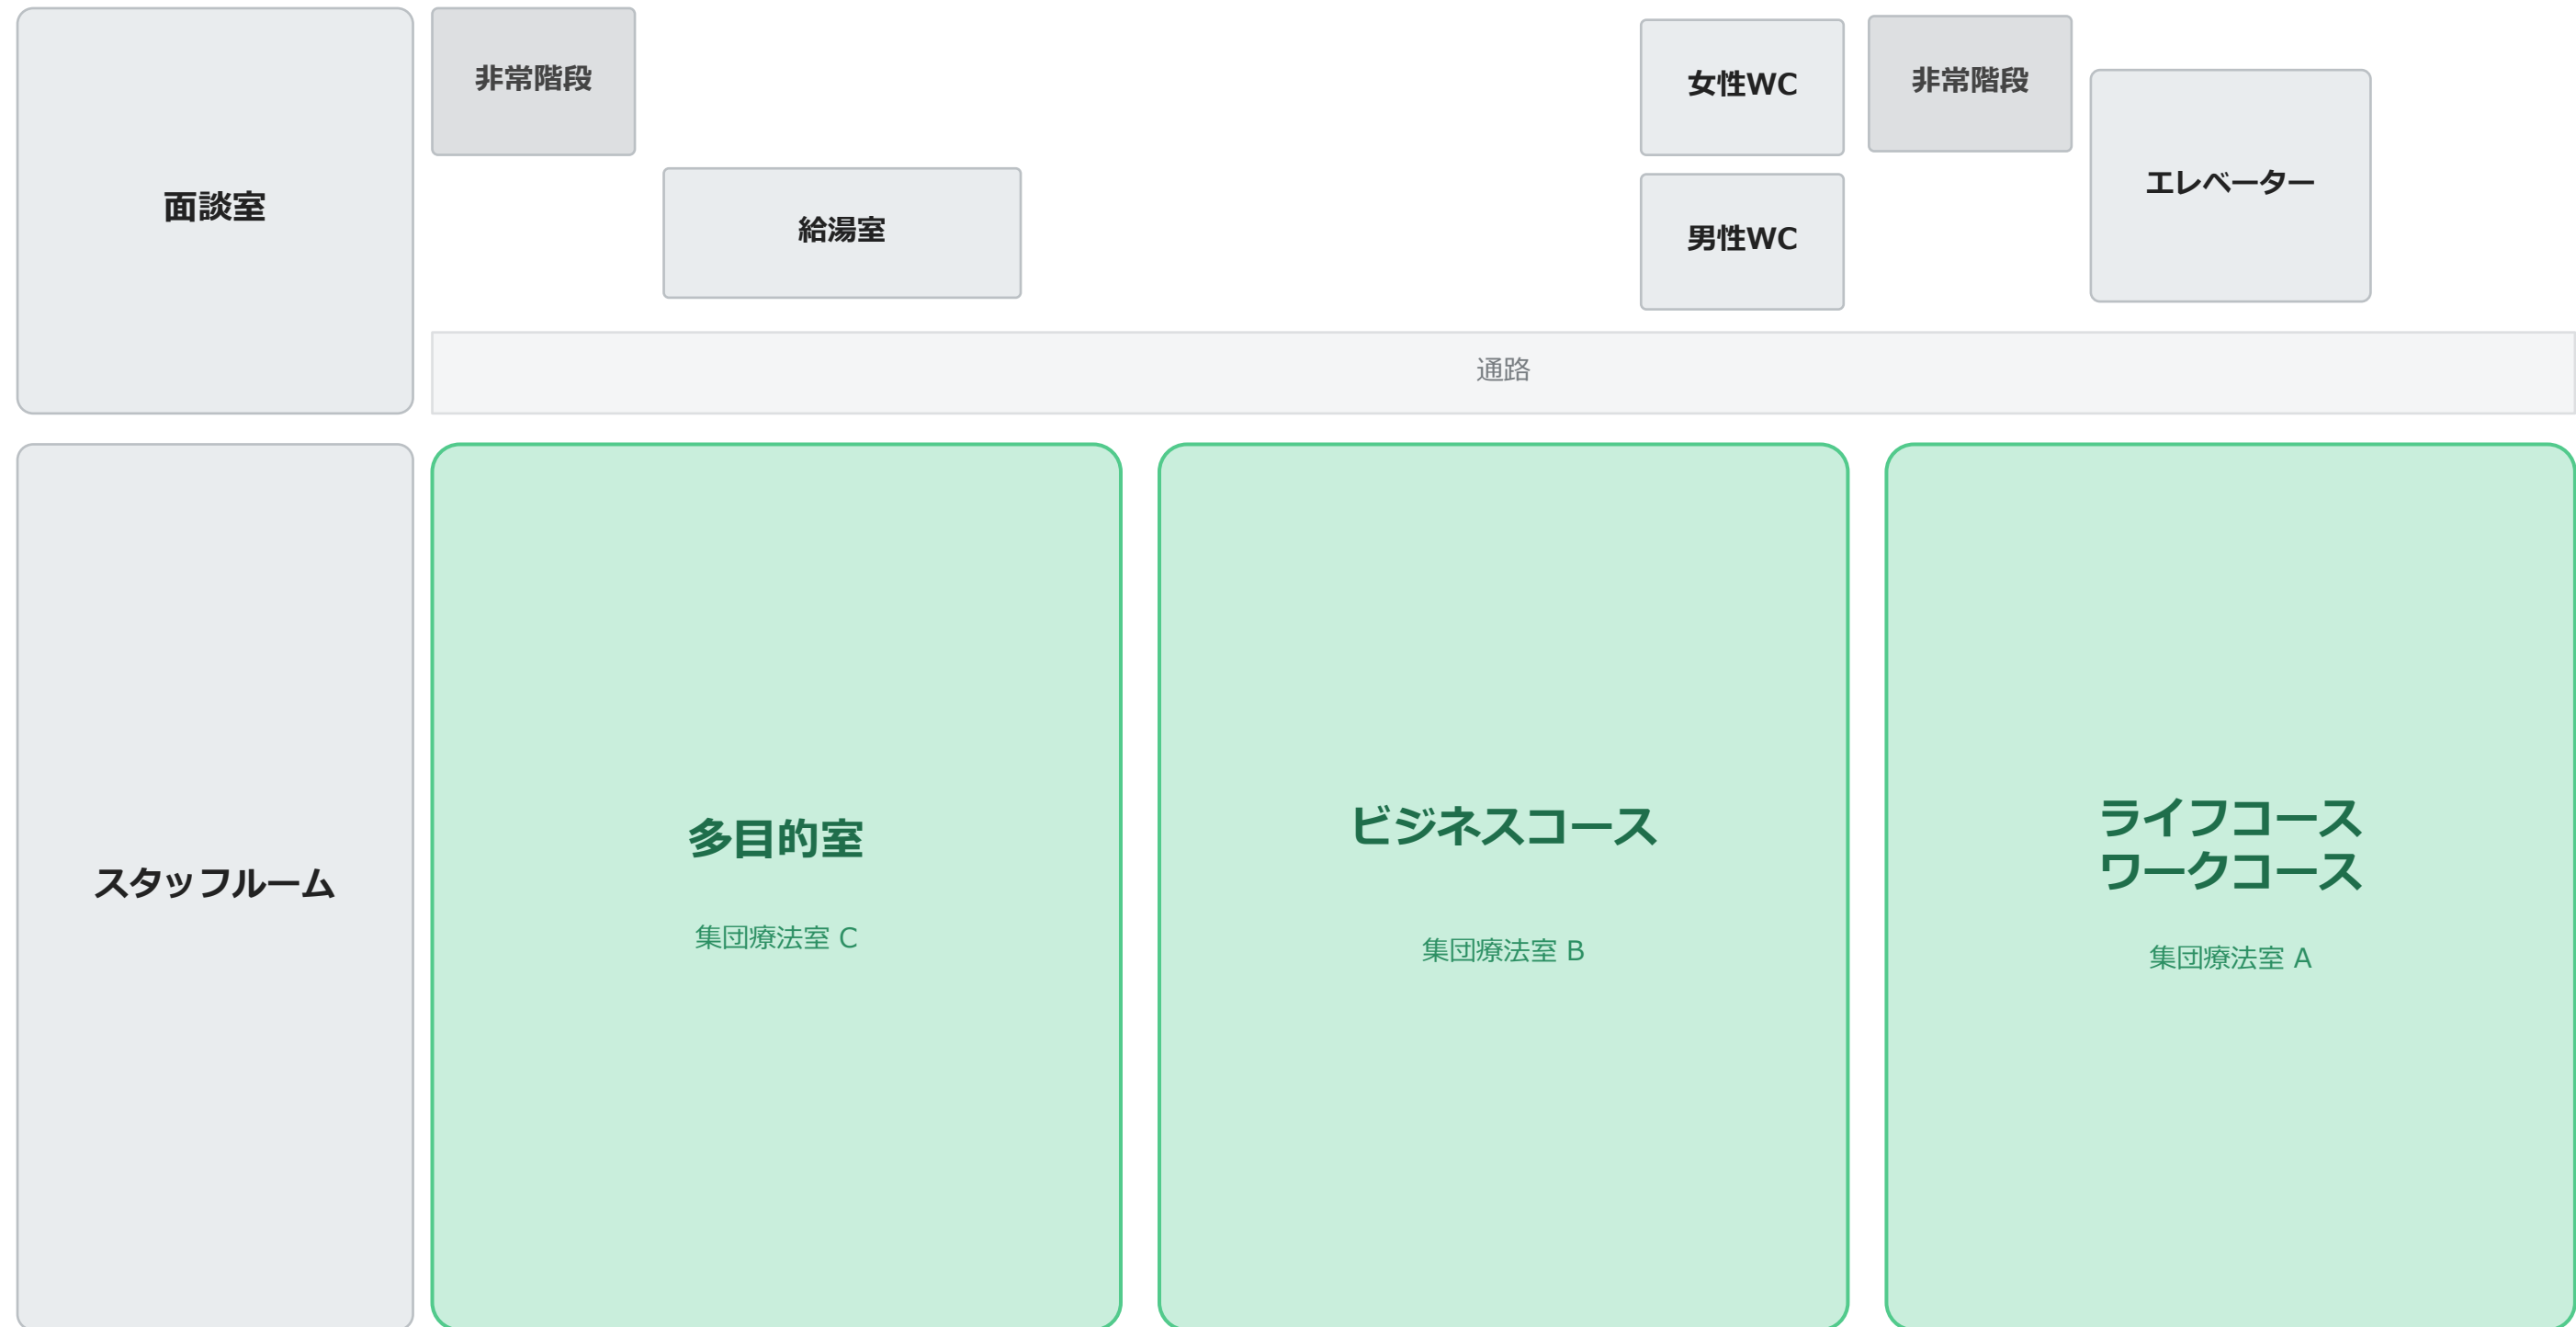 面談室
非常階段
給湯室
女性WC
男性WC
非常階段
エレベーター
通路
スタッフルーム
多目的室
集団療法室 C
ビジネスコース
集団療法室 B
ライフコース
ワークコース
集団療法室 A